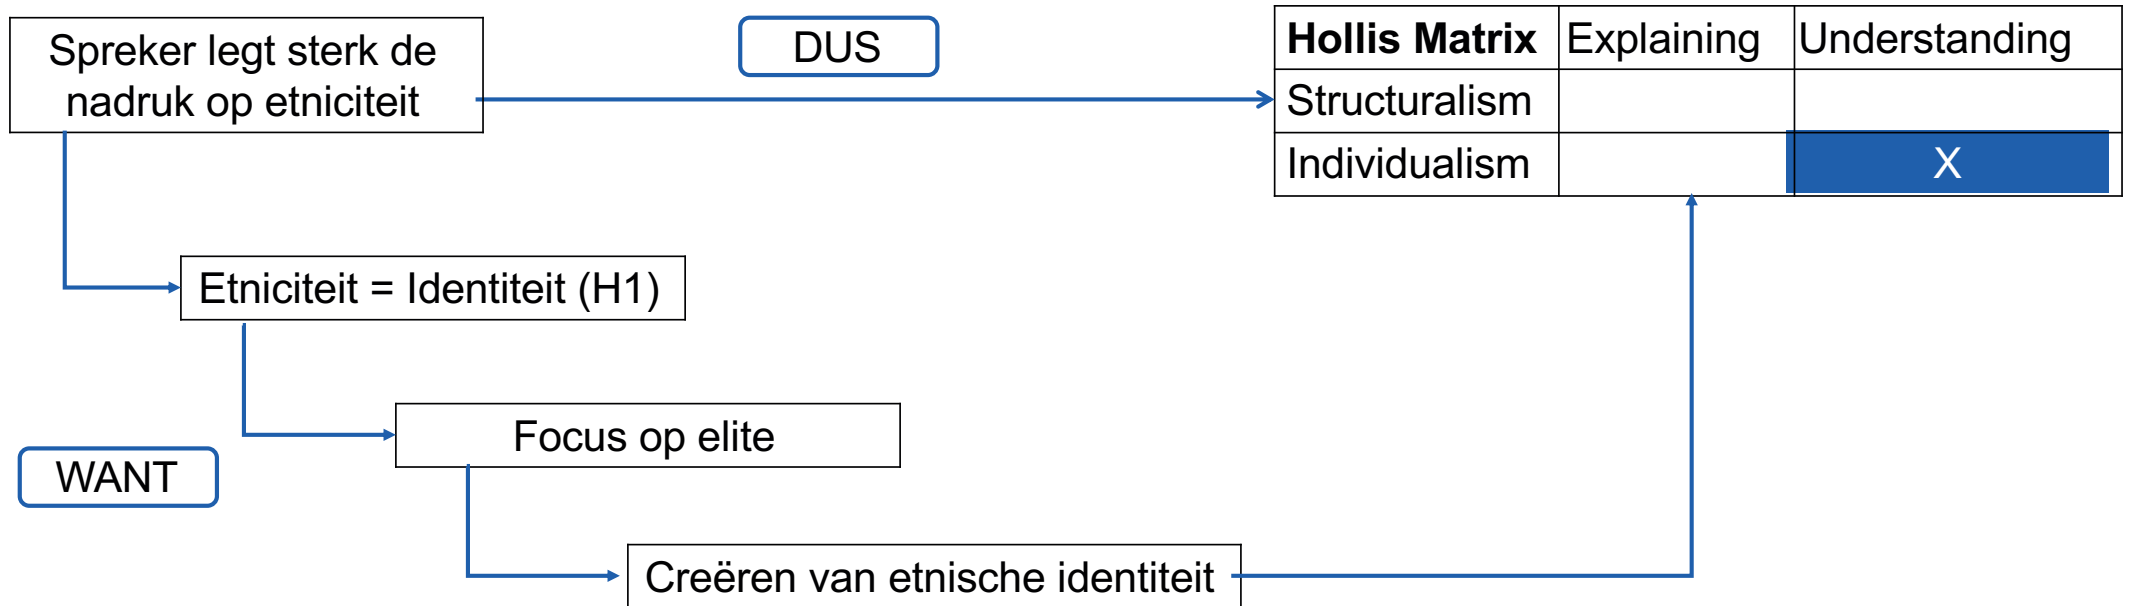 Spreker legt sterk de
nadruk op etniciteit
DUS
Hollis Matrix Explaining Understanding
Structuralism
Individualism X
Etniciteit = Identiteit (H1)
Focus op elite
WANT
Creëren van etnische identiteit